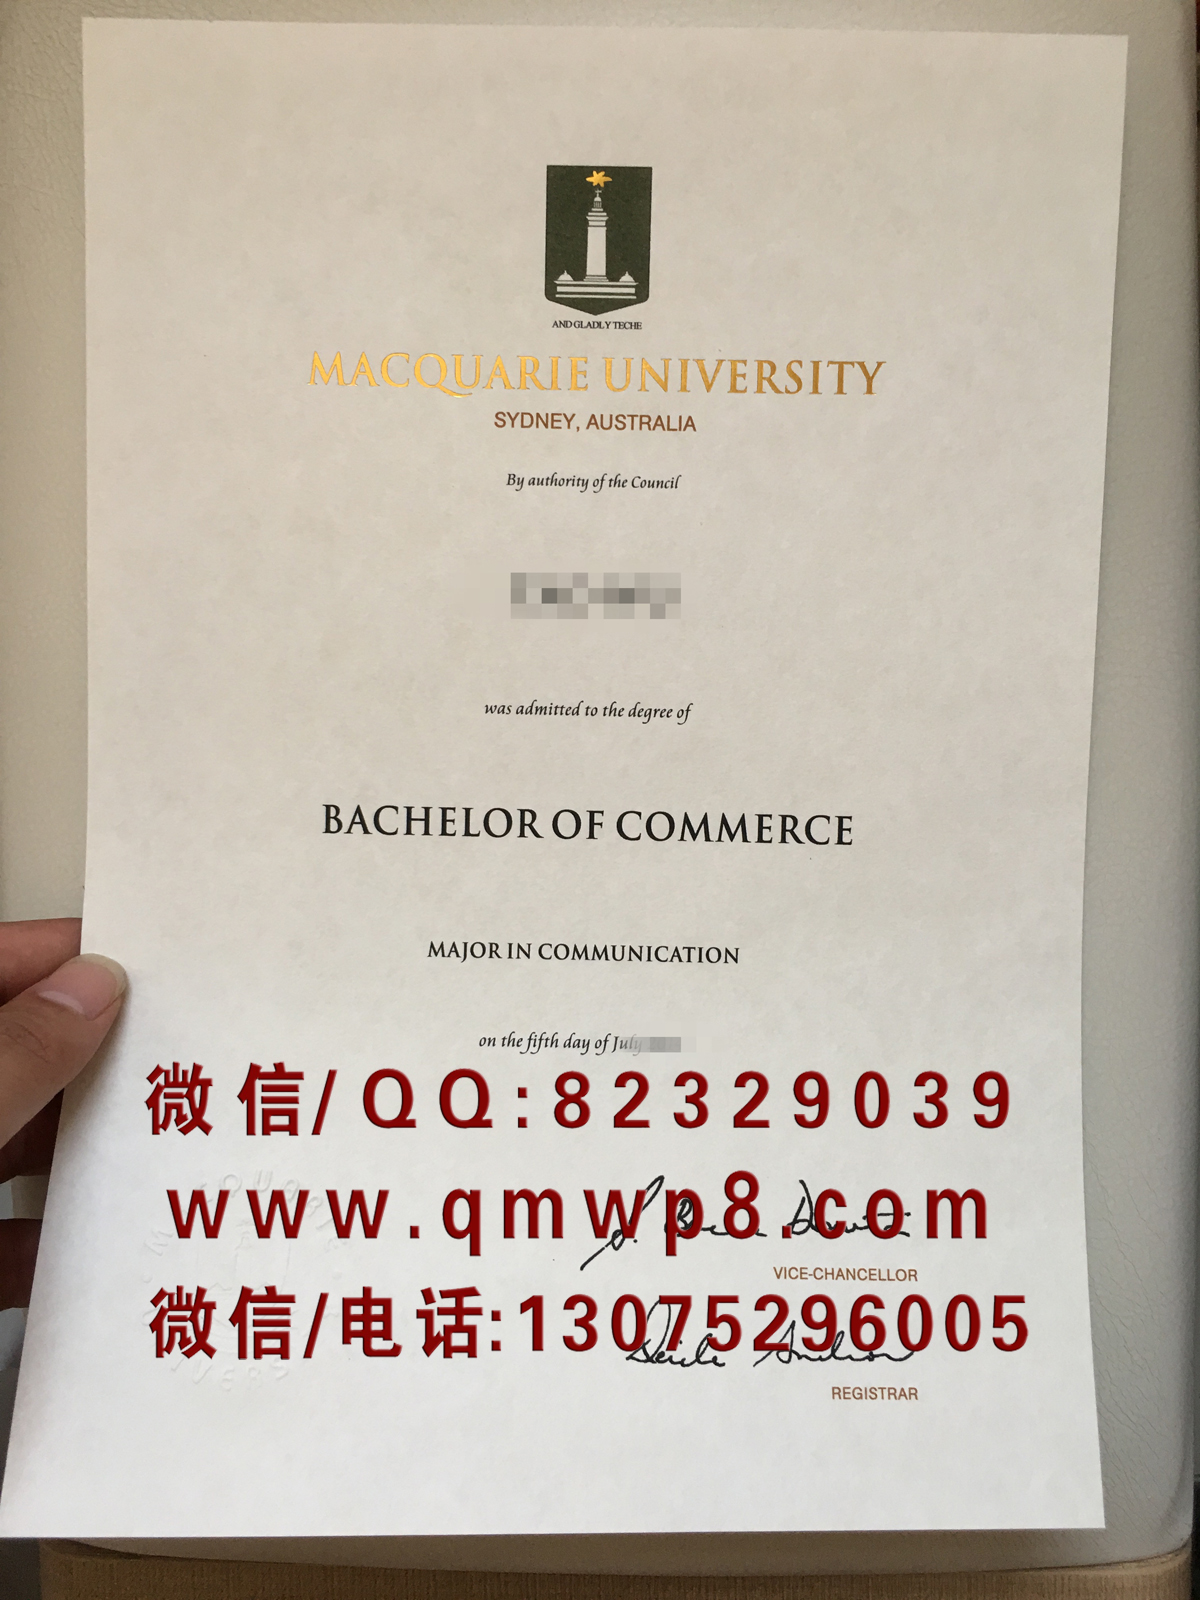 AND GLADLY TECHE
MACQUARIE UNIVERSITY
SYDNEY, AUSTRALIA
By authority of the Council
was admitted to the degree of
BACHELOR OF COMMERCE
MAJOR IN COMMUNICATION
on the fifth day of July
微信/QQ:82329039
www.qmwp8.com
VICE-CHANCELLOR
微信/电话:13075296005
REGISTRAR